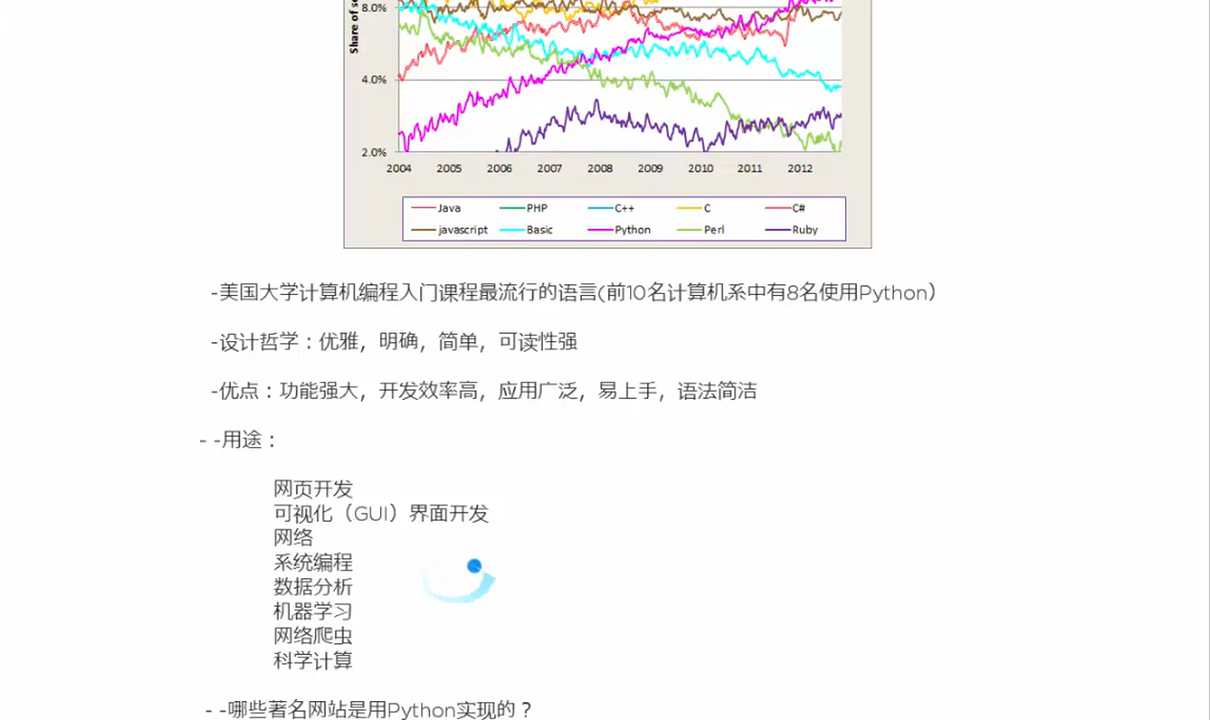 Share of se
8.0%
4.0%
2.0%
2004 2005 2006 2007 2008 2009 2010 2011 2012
Java PHP C++ C C#
javascript Basic Python Perl Ruby
-美国大学计算机编程入门课程最流行的语言(前10名计算机系中有8名使用Python）
-设计哲学：优雅，明确，简单，可读性强
-优点：功能强大，开发效率高，应用广泛，易上手，语法简洁
- -用途：
网页开发
可视化（GUI）界面开发
网络
系统编程
数据分析
机器学习
网络爬虫
科学计算
- -哪些著名网站是用Python实现的？